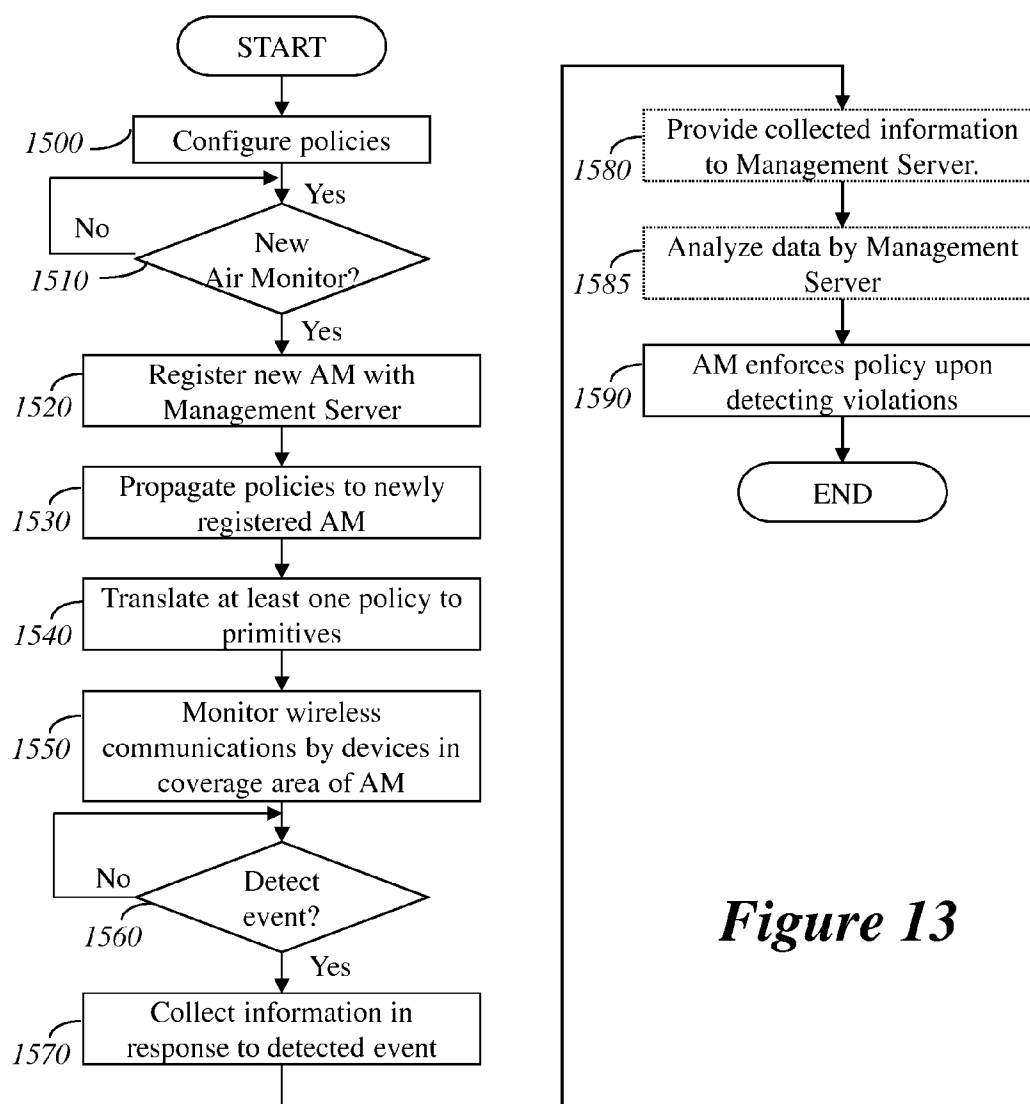 START
1500
Configure policies
Yes
No
New
Air Monitor?
1510
Yes
Register new AM with
Management Server
1520
Propagate policies to newly
registered AM
1530
Translate at least one policy to
primitives
1540
Monitor wireless
communications by devices in
coverage area of AM
1550
No
Detect
event?
1560
Yes
Collect information in
response to detected event
1570
Provide collected information
to Management Server.
1580
Analyze data by Management
Server
1585
AM enforces policy upon
detecting violations
1590
END
Figure 13